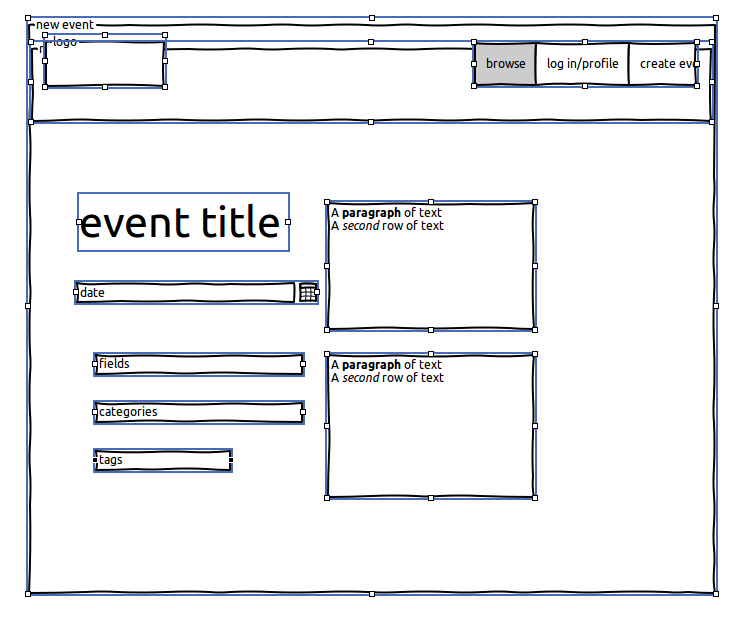 new event
logo
browse
log in/profile
create eve
event title
A paragraph of text
A second row of text
date
fields
A paragraph of text
A second row of text
categories
tags